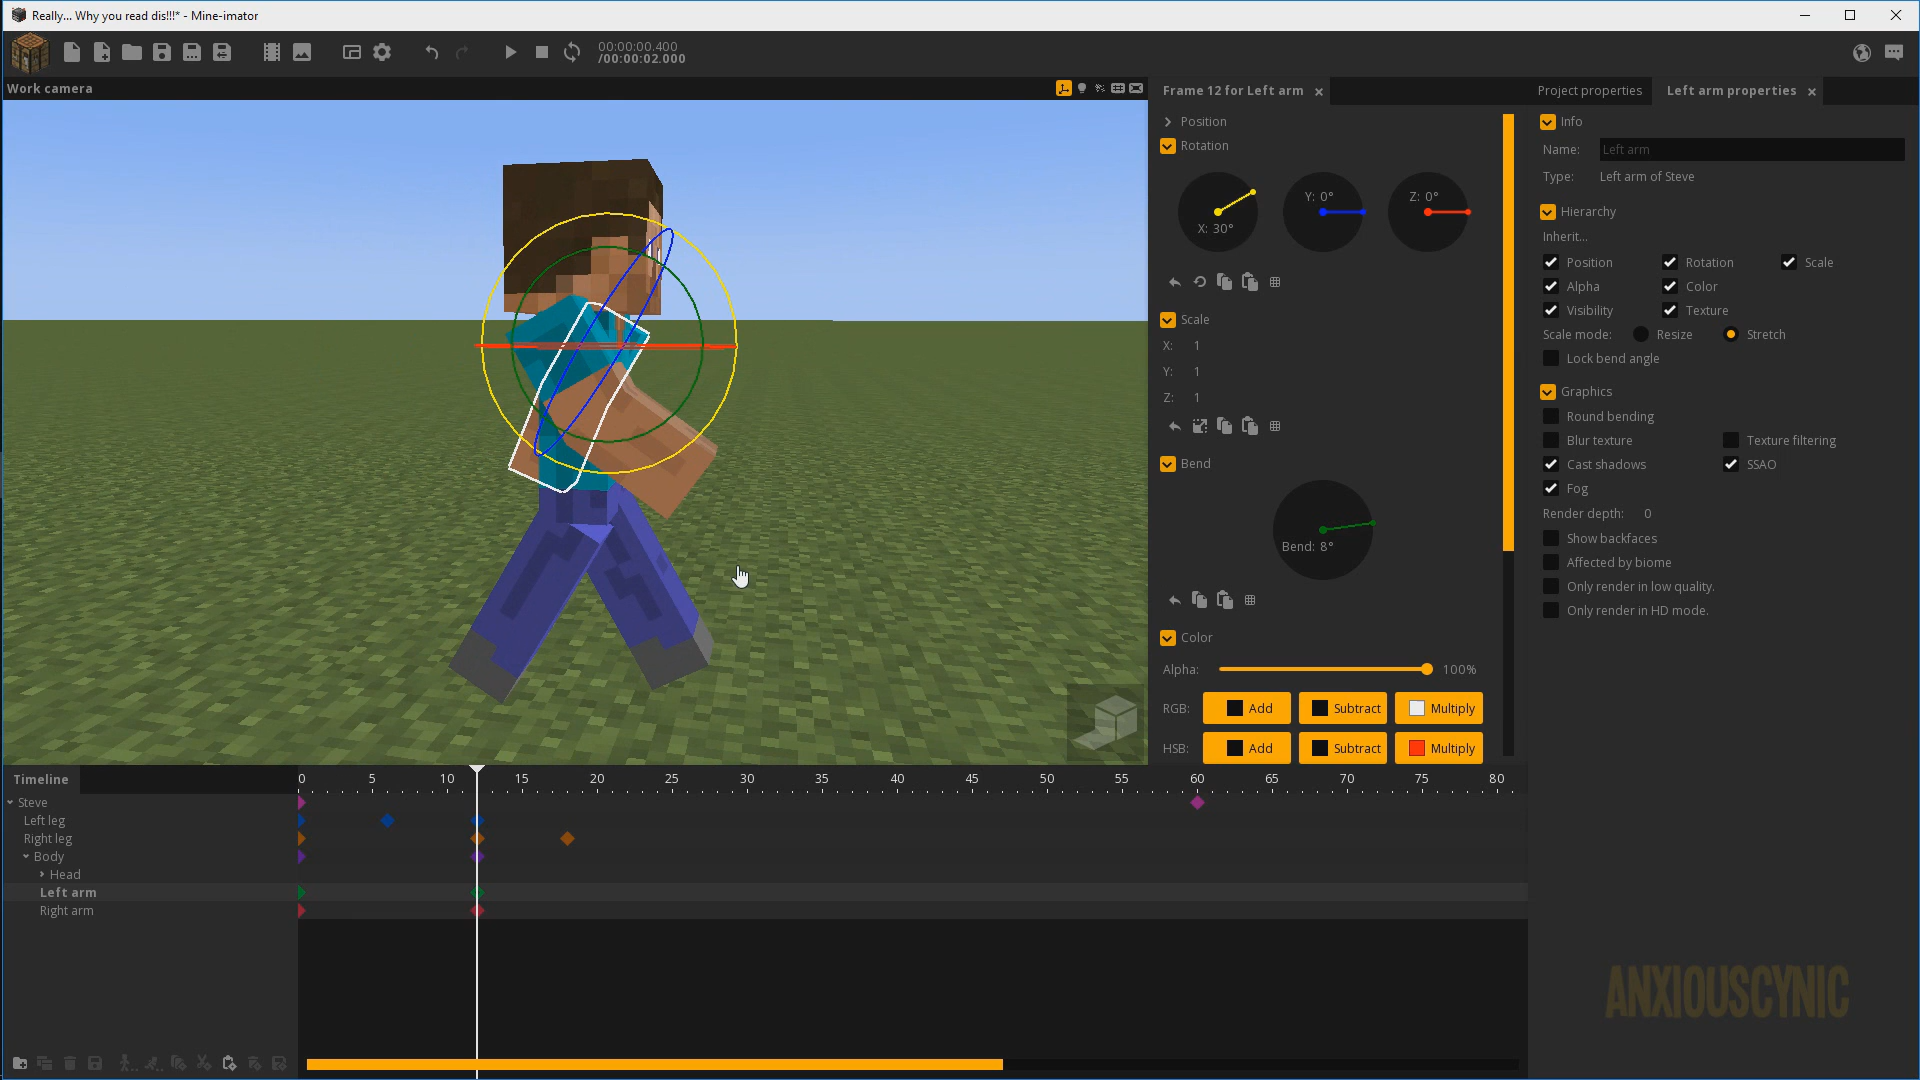 Really... Why you read dis!!!* - Mine-imator
00:00:00.400
/00:00:02.000
Work camera
Frame 12 for Left arm
Position
Rotation
X: 30°
Y: 0°
Z: 0°
Scale
X: 1
Y: 1
Z: 1
Bend
Bend: 8°
Color
Alpha: 100%
RGB: Add Subtract Multiply
HSB: Add Subtract Multiply
Project properties Left arm properties
Info
Name: Left arm
Type: Left arm of Steve
Hierarchy
Inherit...
Position Rotation Scale
Alpha Color
Visibility Texture
Scale mode: Resize Stretch
Lock bend angle
Graphics
Round bending
Blur texture Texture filtering
Cast shadows SSAO
Fog
Render depth: 0
Show backfaces
Affected by biome
Only render in low quality.
Only render in HD mode.
Timeline
0 5 10 15 20 25 30 35 40 45 50 55 60 65 70 75 80
Steve
Left leg
Right leg
Body
Head
Left arm
Right arm
ANXIOUSCYNIC